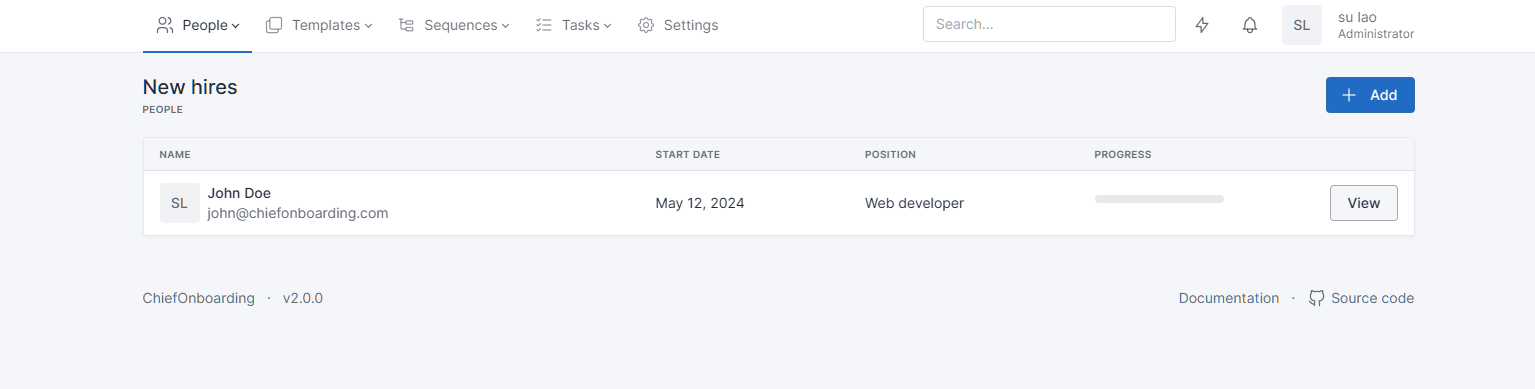 People Templates Sequences Tasks Settings Search... SL su lao
Administrator
New hires
PEOPLE
Add
NAME START DATE POSITION PROGRESS
SL John Doe May 12, 2024 Web developer View
john@chiefonboarding.com
ChiefOnboarding · v2.0.0 Documentation · Source code